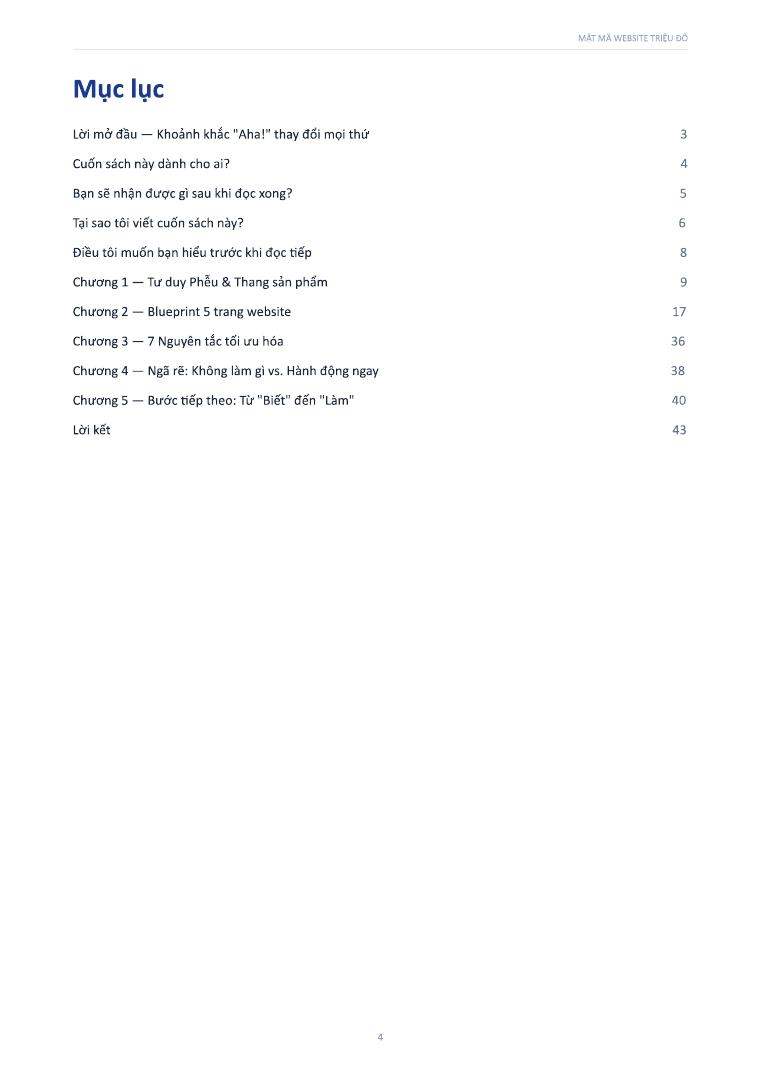 MẬT MÃ WEBSITE TRIỆU ĐÔ
Mục lục
Lời mở đầu — Khoảnh khắc "Aha!" thay đổi mọi thứ 3
Cuốn sách này dành cho ai? 4
Bạn sẽ nhận được gì sau khi đọc xong? 5
Tại sao tôi viết cuốn sách này? 6
Điều tôi muốn bạn hiểu trước khi đọc tiếp 8
Chương 1 — Tư duy Phễu & Thang sản phẩm 9
Chương 2 — Blueprint 5 trang website 17
Chương 3 — 7 Nguyên tắc tối ưu hóa 36
Chương 4 — Ngã rẽ: Không làm gì vs. Hành động ngay 38
Chương 5 — Bước tiếp theo: Từ "Biết" đến "Làm" 40
Lời kết 43
4